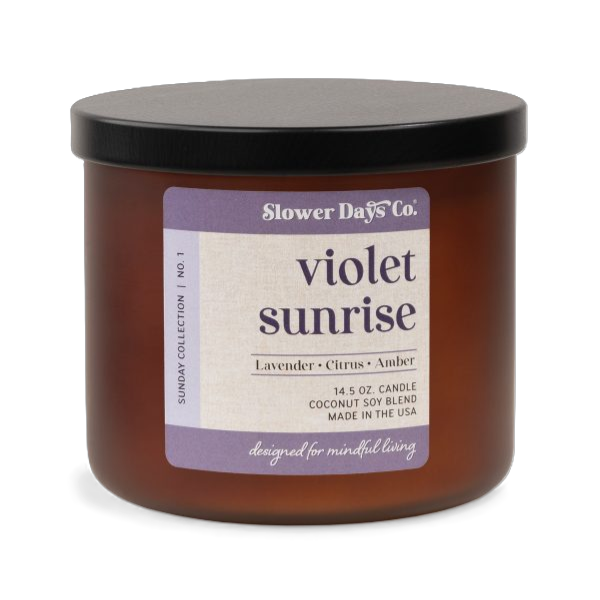 Slower Days Co.®
violet
sunrise
Lavender • Citrus • Amber
14.5 OZ. CANDLE
COCONUT SOY BLEND
MADE IN THE USA
designed for mindful living
SUNDAY COLLECTION | NO. 1